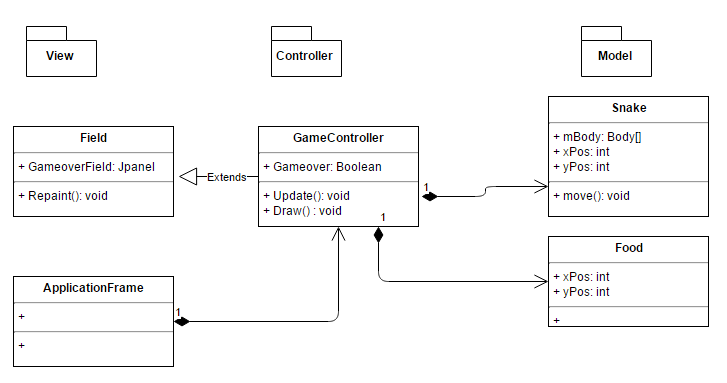 View
Controller
Model
Field
+ GameoverField: Jpanel
+ Repaint(): void
Extends
GameController
+ Gameover: Boolean
+ Update(): void
+ Draw() : void
1
1
Snake
+ mBody: Body[]
+ xPos: int
+ yPos: int
+ move(): void
Food
+ xPos: int
+ yPos: int
+
ApplicationFrame
+
+
1